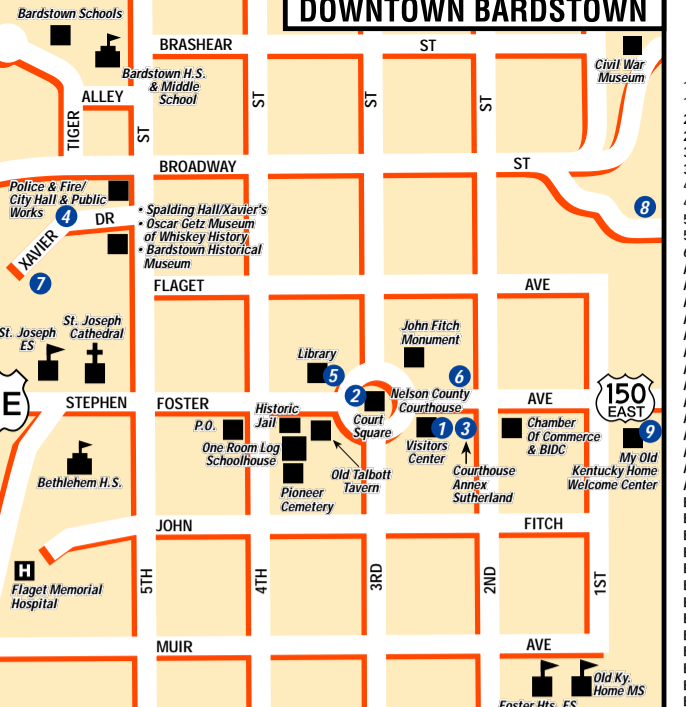 DOWNTOWN BARDSTOWN
Bardstown Schools
BRASHEAR
ST
Civil War
Museum
Bardstown H.S.
& Middle
School
ALLEY
TIGER
ST
ST
ST
ST
BROADWAY
ST
Police & Fire/
City Hall & Public
Works
4
DR
XAVIER
7
• Spalding Hall/Xavier's
• Oscar Getz Museum
of Whiskey History
• Bardstown Historical
Museum
8
FLAGET
AVE
St. Joseph
ES
St. Joseph
Cathedral
John Fitch
Monument
Library
5
6
2
Nelson County
Courthouse
E
STEPHEN
FOSTER
AVE
150
EAST
P.O.
Historic
Jail
Court
Square
1
3
Visitors
Center
Chamber
Of Commerce
& BIDC
9
My Old
Kentucky Home
Welcome Center
One Room Log
Schoolhouse
Old Talbott
Tavern
Courthouse
Annex
Sutherland
Bethlehem H.S.
Pioneer
Cemetery
JOHN
FITCH
H
Flaget Memorial
Hospital
5TH
4TH
3RD
2ND
1ST
MUIR
AVE
Old Ky.
Home MS
Foster Hts. ES